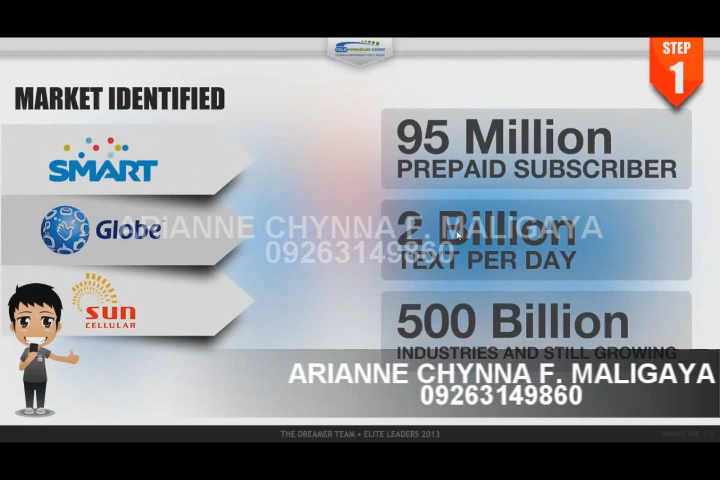 STEP
1
MARKET IDENTIFIED
SMART
Globe
sun
CELLULAR
95 Million
PREPAID SUBSCRIBER
2 Billion
TEXT PER DAY
500 Billion
INDUSTRIES AND STILL GROWING
ARiANNE CHYNNA F. MALIGAYA
09263149860
ARIANNE CHYNNA F. MALIGAYA
09263149860
THE DREAMER TEAM • ELITE LEADERS 2013